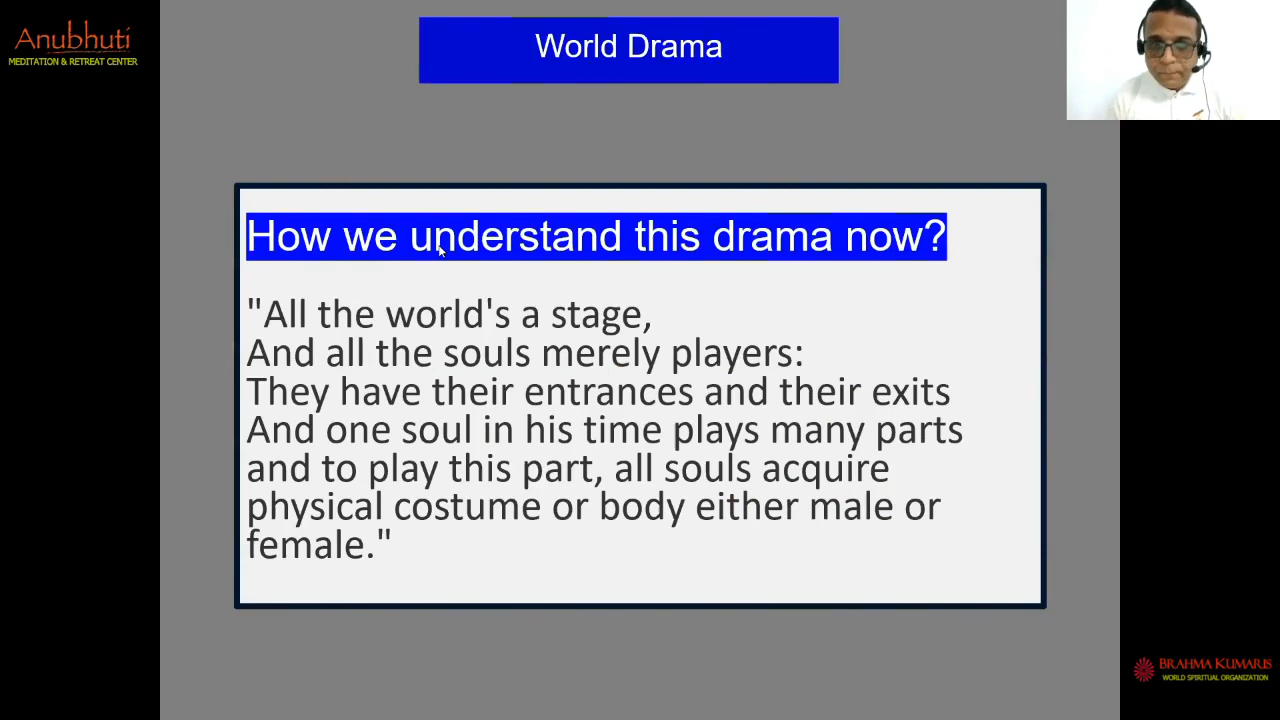 Anubhuti
MEDITATION & RETREAT CENTER
World Drama
How we understand this drama now?
"All the world's a stage,
And all the souls merely players:
They have their entrances and their exits
And one soul in his time plays many parts
and to play this part, all souls acquire
physical costume or body either male or
female."
BRAHMA KUMARIS
WORLD SPIRITUAL ORGANIZATION